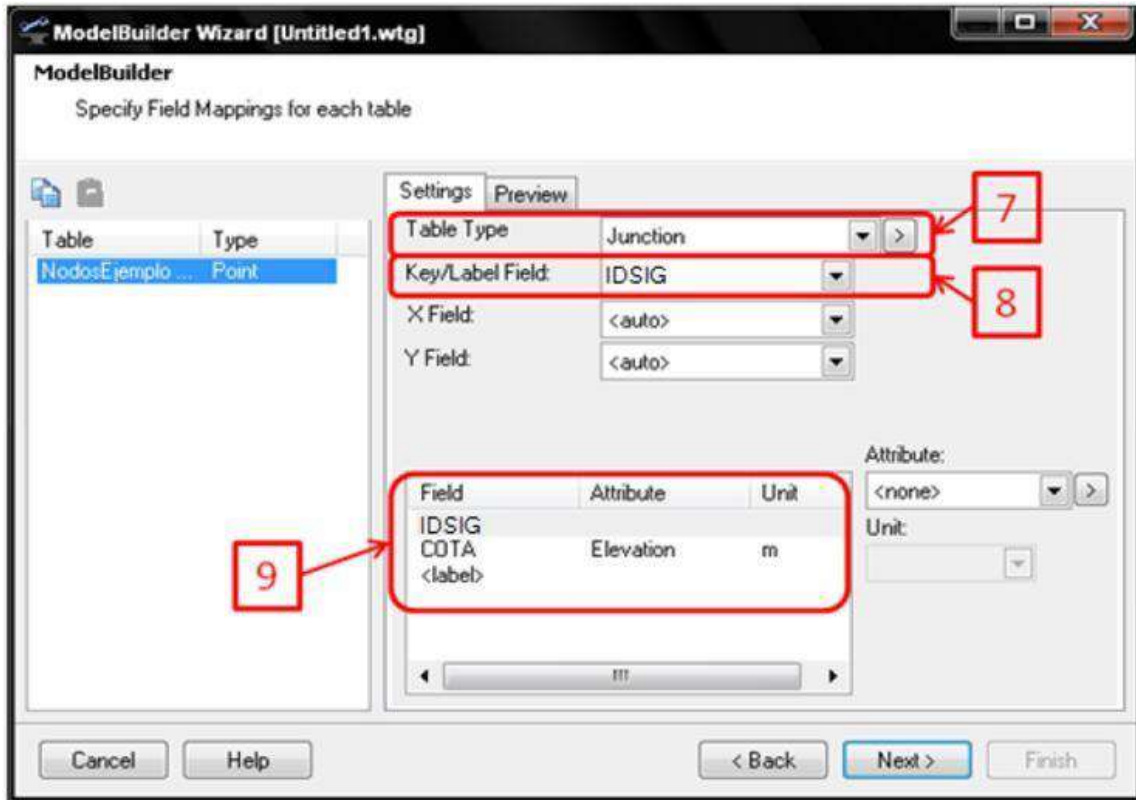 ModelBuilder Wizard [Untitled1.wtg]
ModelBuilder
Specify Field Mappings for each table
Table Type
NodosEjemplo ... Point
Settings Preview
Table Type Junction >
7
Key/Label Field: IDSIG
8
X Field: <auto>
Y Field: <auto>
Field Attribute Unit
IDSIG
COTA Elevation m
<label>
9
Attribute:
<none> >
Unit:
Cancel Help < Back Next > Finish